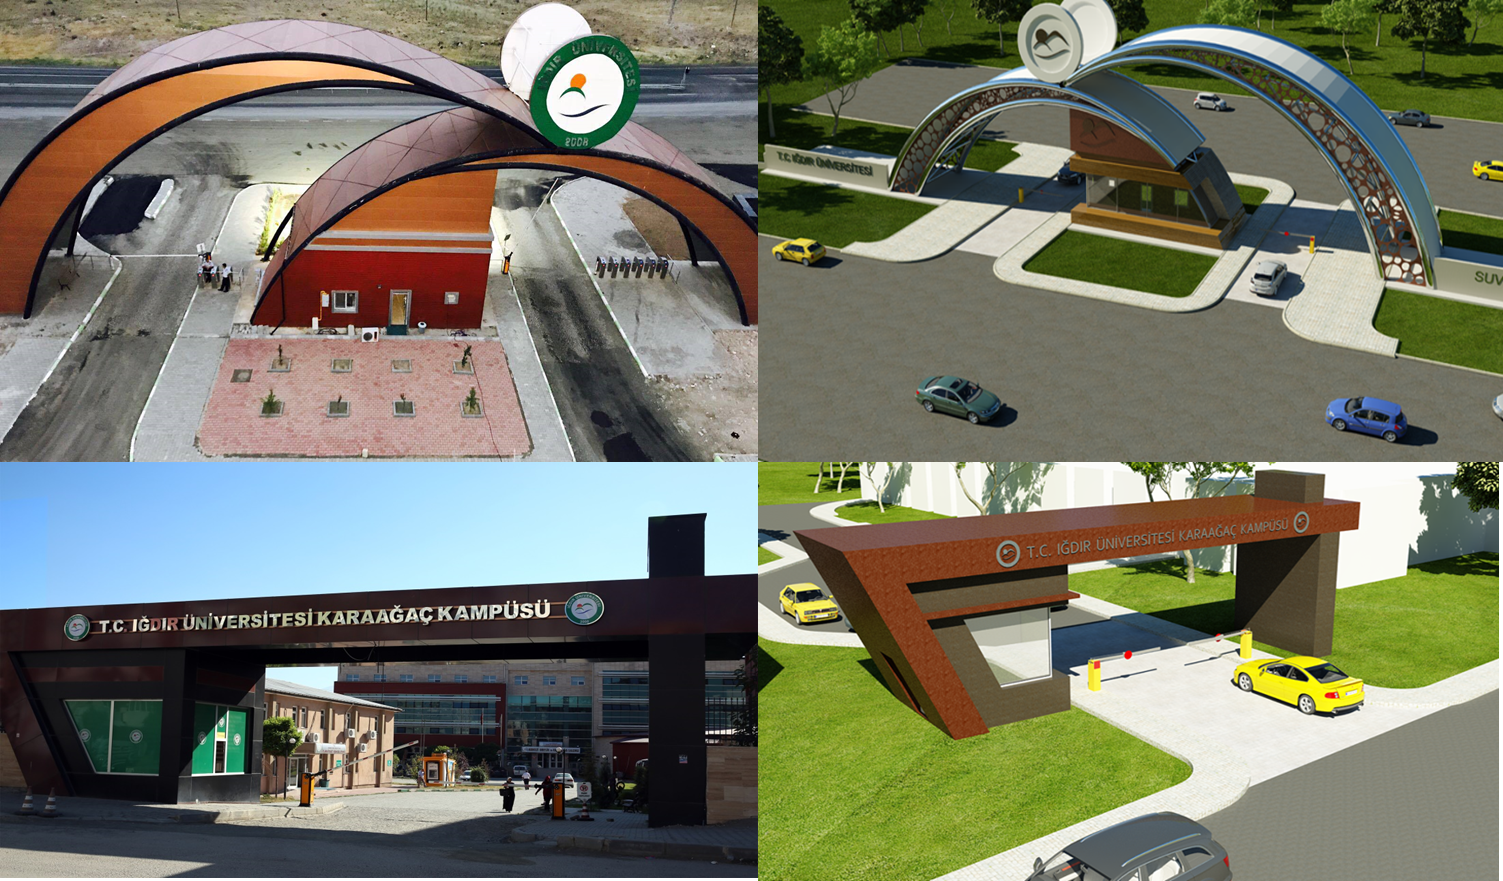 IĞDIR ÜNİVERSİTESİ
2008
T.C. IĞDIR ÜNİVERSİTESİ
SUV
T.C. IĞDIR ÜNİVERSİTESİ KARAAĞAÇ KAMPÜSÜ
T.C. IĞDIR ÜNİVERSİTESİ KARAAĞAÇ KAMPÜSÜ